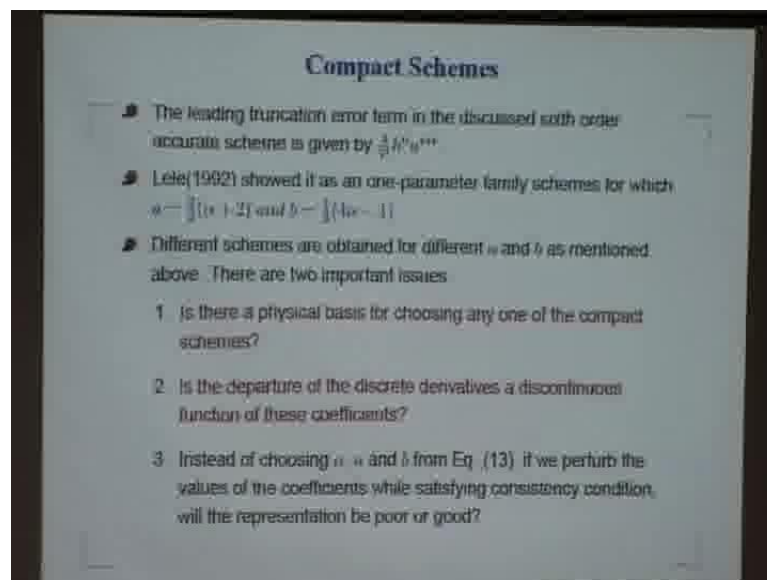 Compact Schemes
The leading truncation error term in the discussed sixth order
accurate scheme is given by
Lele(1992) showed it as an one-parameter family schemes for which
and
Different schemes are obtained for different and b as mentioned
above. There are two important issues
1. Is there a physical basis for choosing any one of the compact
schemes?
2. Is the departure of the discrete derivatives a discontinuous
function of these coefficients?
3. Instead of choosing and b from Eq. (13) if we perturb the
values of the coefficients while satisfying consistency condition,
will the representation be poor or good?